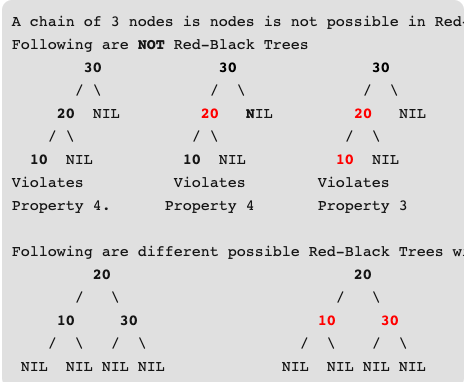 A chain of 3 nodes is nodes is not possible in Red-
Following are NOT Red-Black Trees
30 30 30
/ \ / \ / \
20 NIL 20 NIL 20 NIL
/ \ / \ / \
10 NIL 10 NIL 10 NIL
Violates Violates Violates
Property 4. Property 4 Property 3
Following are different possible Red-Black Trees wi
20 20
/ \ / \
10 30 10 30
/ \ / \ / \ / \
NIL NIL NIL NIL NIL NIL NIL NIL